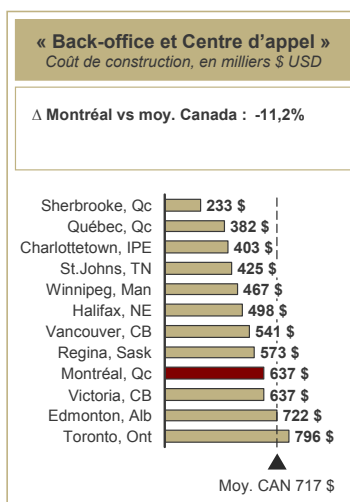 « Back-office et Centre d'appel »
Coût de construction, en milliers $ USD
Δ Montréal vs moy. Canada : -11,2%
Sherbrooke, Qc 233 $
Québec, Qc 382 $
Charlottetown, IPE 403 $
St.Johns, TN 425 $
Winnipeg, Man 467 $
Halifax, NE 498 $
Vancouver, CB 541 $
Regina, Sask 573 $
Montréal, Qc 637 $
Victoria, CB 637 $
Edmonton, Alb 722 $
Toronto, Ont 796 $
Moy. CAN 717 $